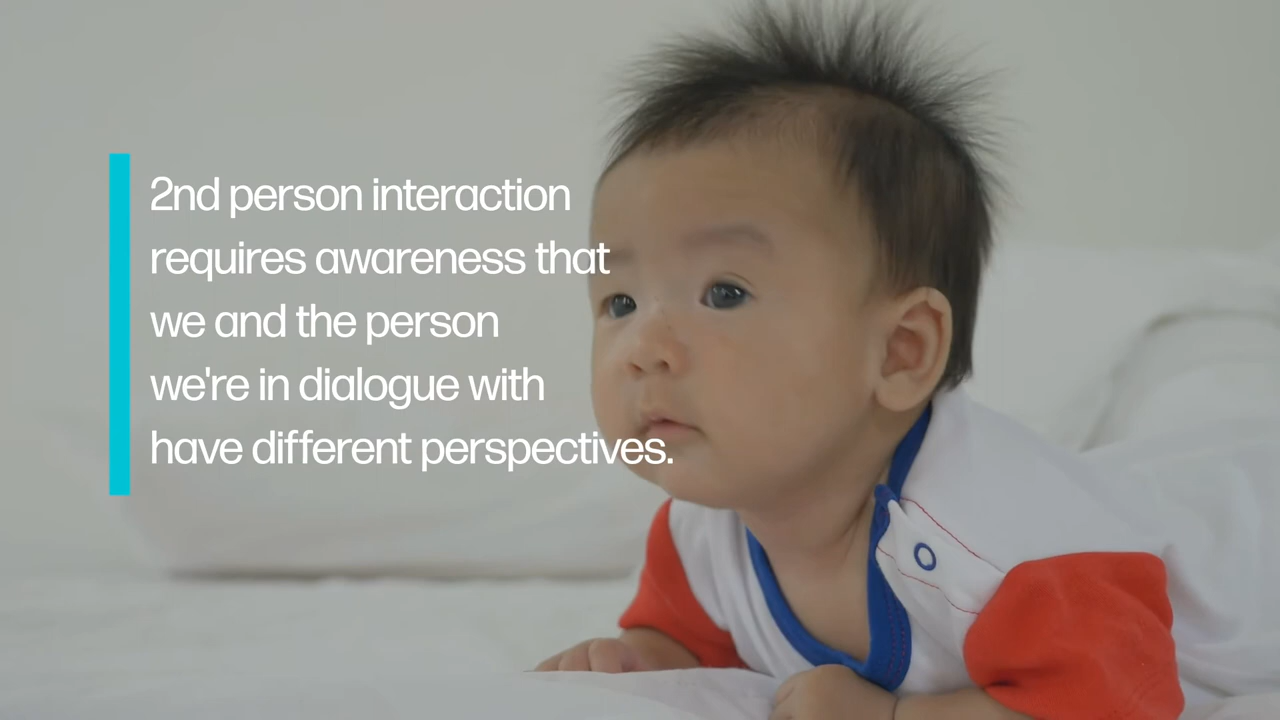 2nd person interaction
requires awareness that
we and the person
we're in dialogue with
have different perspectives.